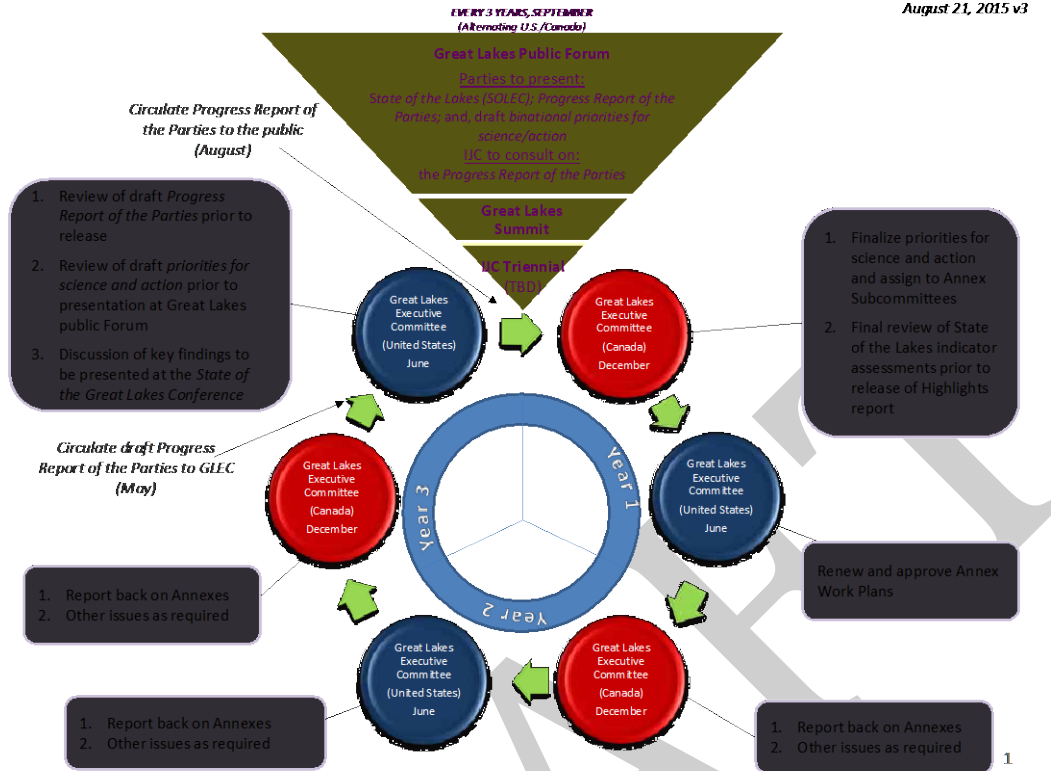 August 21, 2015 v3
EVERY 3 YEARS, SEPTEMBER
(Alternating U.S./Canada)
Great Lakes Public Forum
Parties to present:
State of the Lakes (SOLEC); Progress Report of the
Parties; and, draft binational priorities for
science/action
IJC to consult on:
the Progress Report of the Parties
Great Lakes
Summit
IJC Triennial
(TBD)
Circulate Progress Report of
the Parties to the public
(August)
1. Review of draft Progress
Report of the Parties prior to
release
2. Review of draft priorities for
science and action prior to
presentation at Great Lakes
public Forum
3. Discussion of key findings to
be presented at the State of
the Great Lakes Conference
Great Lakes
Executive
Committee
(United States)
June
Great Lakes
Executive
Committee
(Canada)
December
1. Finalize priorities for
science and action
and assign to Annex
Subcommittees
2. Final review of State
of the Lakes indicator
assessments prior to
release of Highlights
report
Circulate draft Progress
Report of the Parties to GLEC
(May)
Great Lakes
Executive
Committee
(Canada)
December
Year 3
Year 1
Year 2
Great Lakes
Executive
Committee
(United States)
June
Renew and approve Annex
Work Plans
1. Report back on Annexes
2. Other issues as required
Great Lakes
Executive
Committee
(United States)
June
Great Lakes
Executive
Committee
(Canada)
December
1. Report back on Annexes
2. Other issues as required
1. Report back on Annexes
2. Other issues as required
1